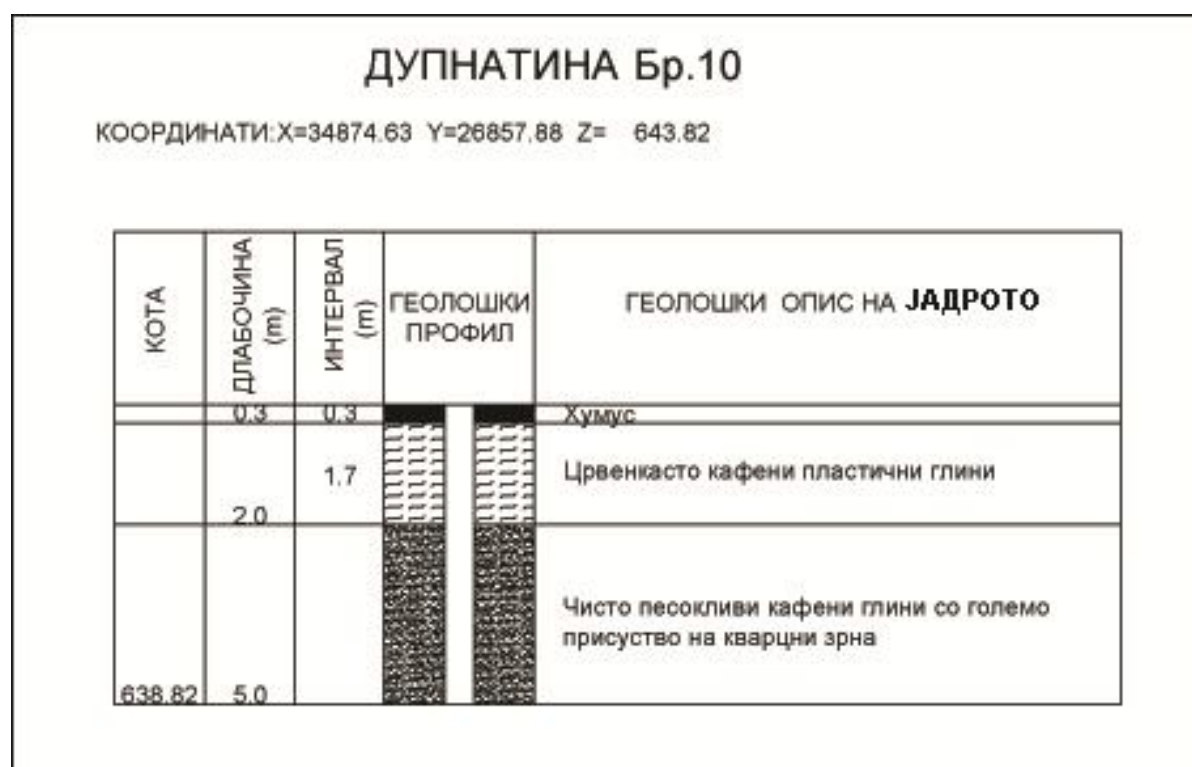 ДУПНАТИНА Бр.10
КООРДИНАТИ:X=34874.63 Y=26857.88 Z= 643.82
КОТА
ДЛАБОЧИНА
(m)
ИНТЕРВАЛ
(m)
ГЕОЛОШКИ
ПРОФИЛ
ГЕОЛОШКИ ОПИС НА ЈАДРОТО
0.3 0.3 Хумус
1.7 Црвенкасто кафени пластични глини
2.0
Чисто песокливи кафени глини со големо
присуство на кварцни зрна
638.82 5.0